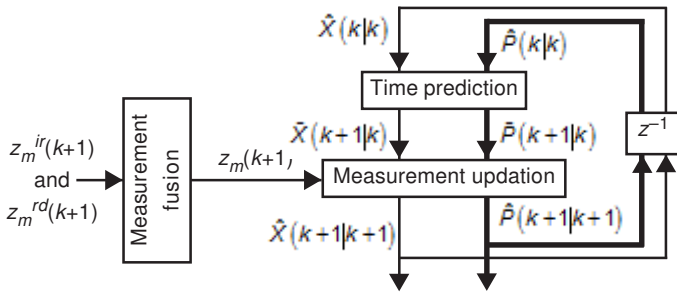 X̂(k|k)
P̂(k|k)
Time prediction
z⁻¹
X̄(k+1|k)
P̄(k+1|k)
z_m^ir(k+1)
and
z_m^rd(k+1)
Measurement
fusion
z_m(k+1,
Measurement updation
X̂(k+1|k+1)
P̂(k+1|k+1)